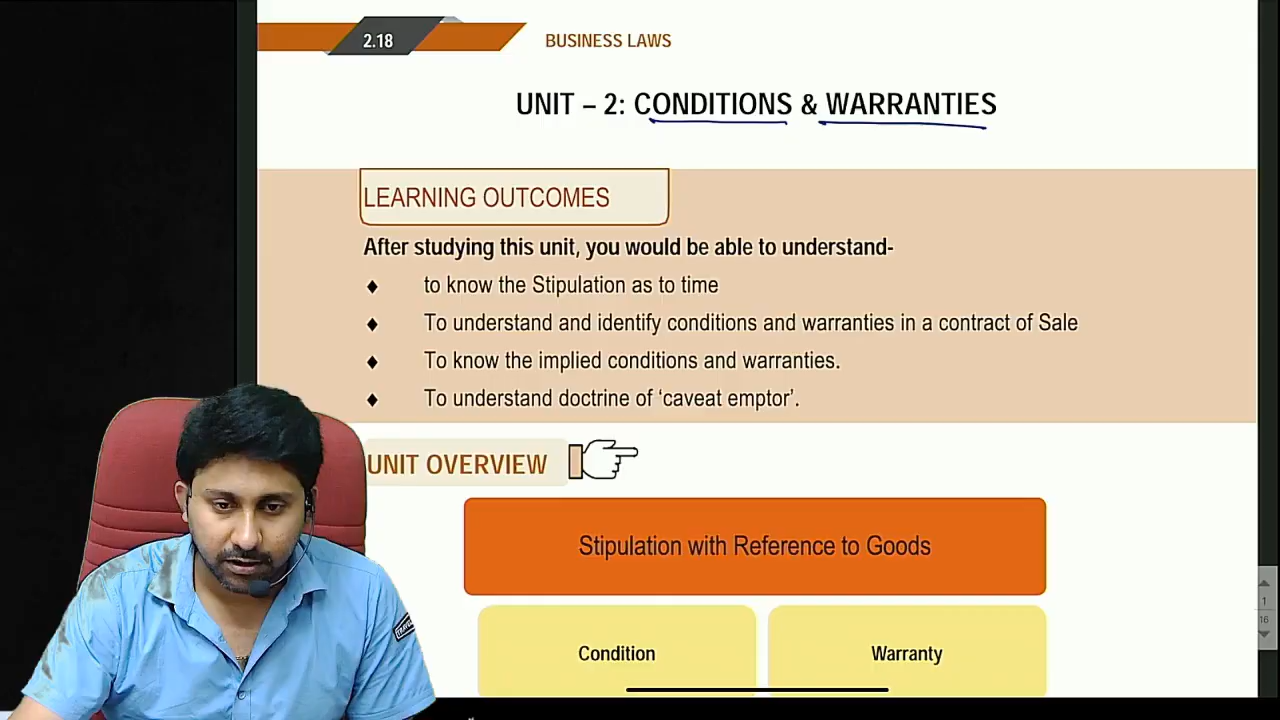 2.18
BUSINESS LAWS
UNIT – 2: CONDITIONS & WARRANTIES
LEARNING OUTCOMES
After studying this unit, you would be able to understand-
♦ to know the Stipulation as to time
♦ To understand and identify conditions and warranties in a contract of Sale
♦ To know the implied conditions and warranties.
♦ To understand doctrine of ‘caveat emptor’.
UNIT OVERVIEW
Stipulation with Reference to Goods
Condition
Warranty
1
16